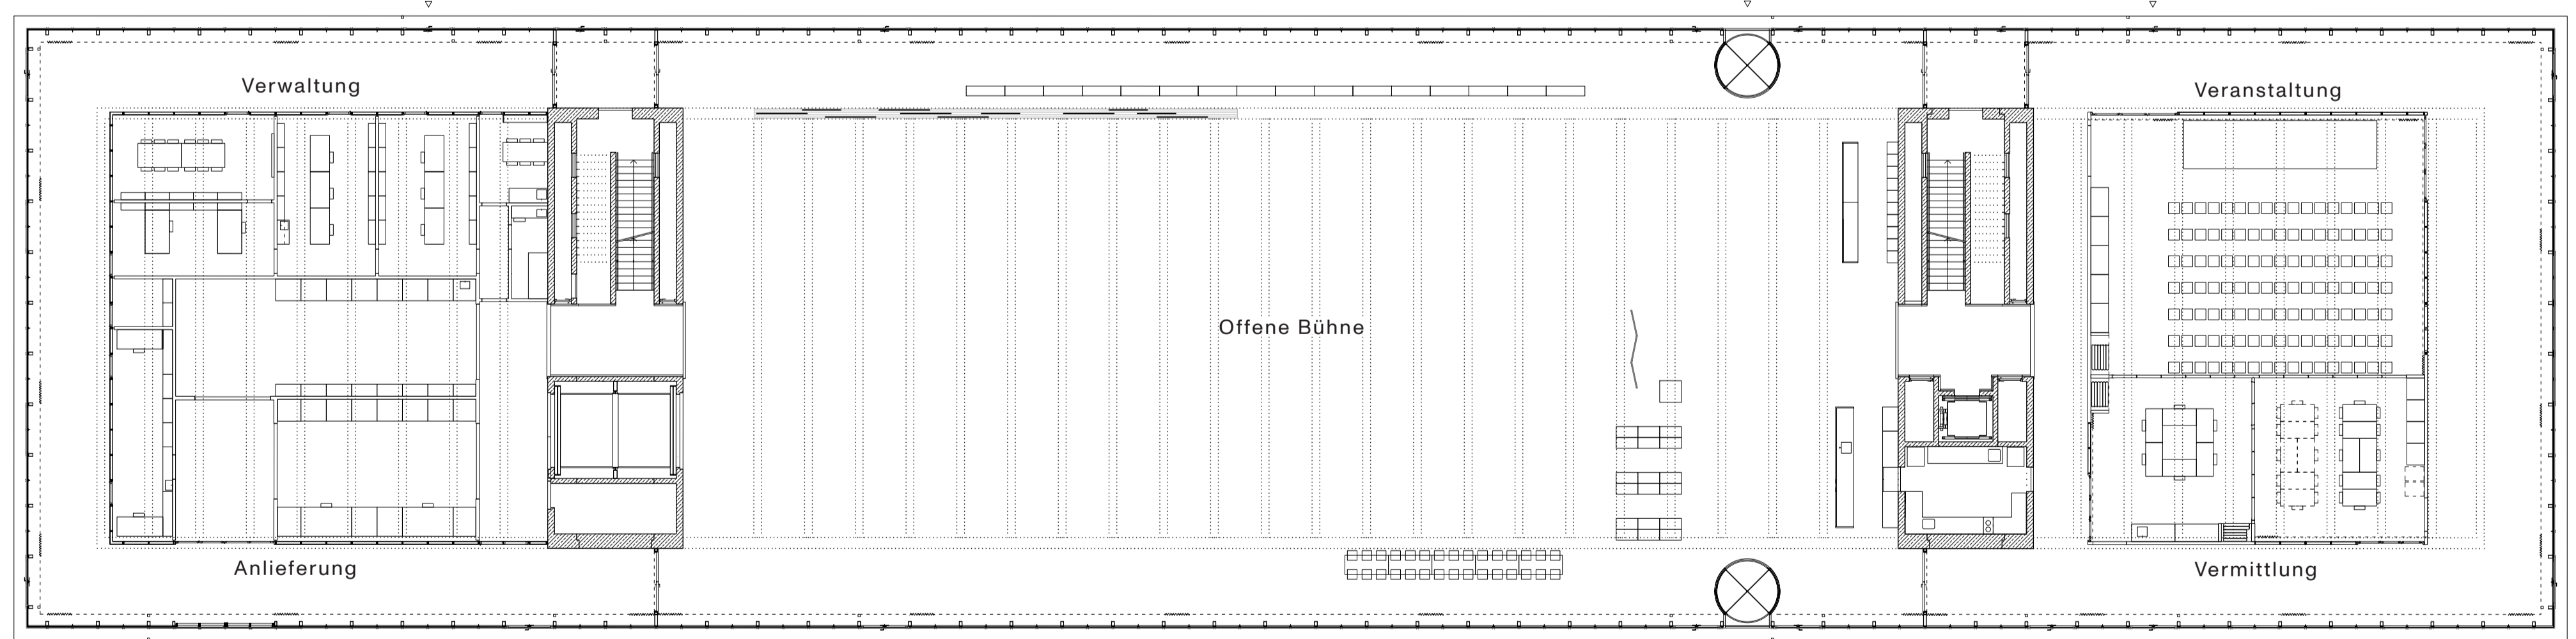 Verwaltung
Veranstaltung
Offene Bühne
Anlieferung
Vermittlung